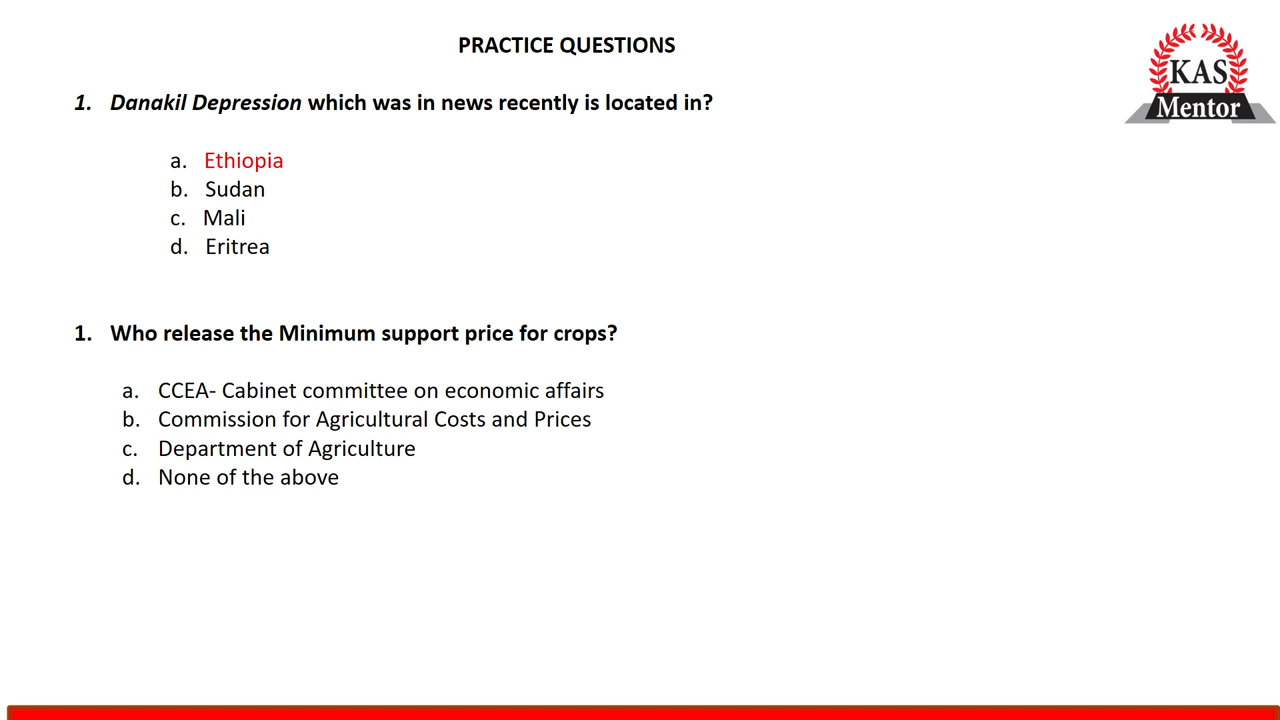 PRACTICE QUESTIONS
KAS
Mentor
1. Danakil Depression which was in news recently is located in?
a. Ethiopia
b. Sudan
c. Mali
d. Eritrea
1. Who release the Minimum support price for crops?
a. CCEA- Cabinet committee on economic affairs
b. Commission for Agricultural Costs and Prices
c. Department of Agriculture
d. None of the above